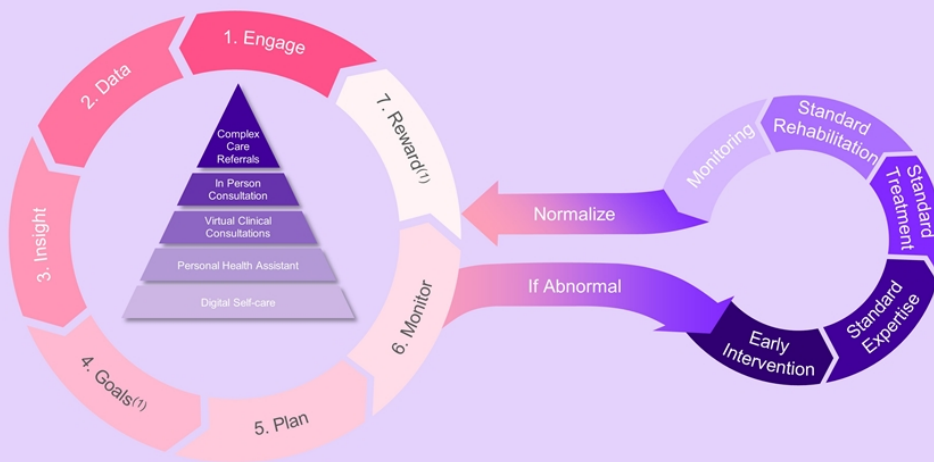 1. Engage
2. Data
3. Insight
4. Goals(1)
5. Plan
6. Monitor
7. Reward(1)
Complex
Care
Referrals
In Person
Consultation
Virtual Clinical
Consultations
Personal Health Assistant
Digital Self-care
Normalize
If Abnormal
Early
Intervention
Standard
Expertise
Standard
Treatment
Standard
Rehabilitation
Monitoring